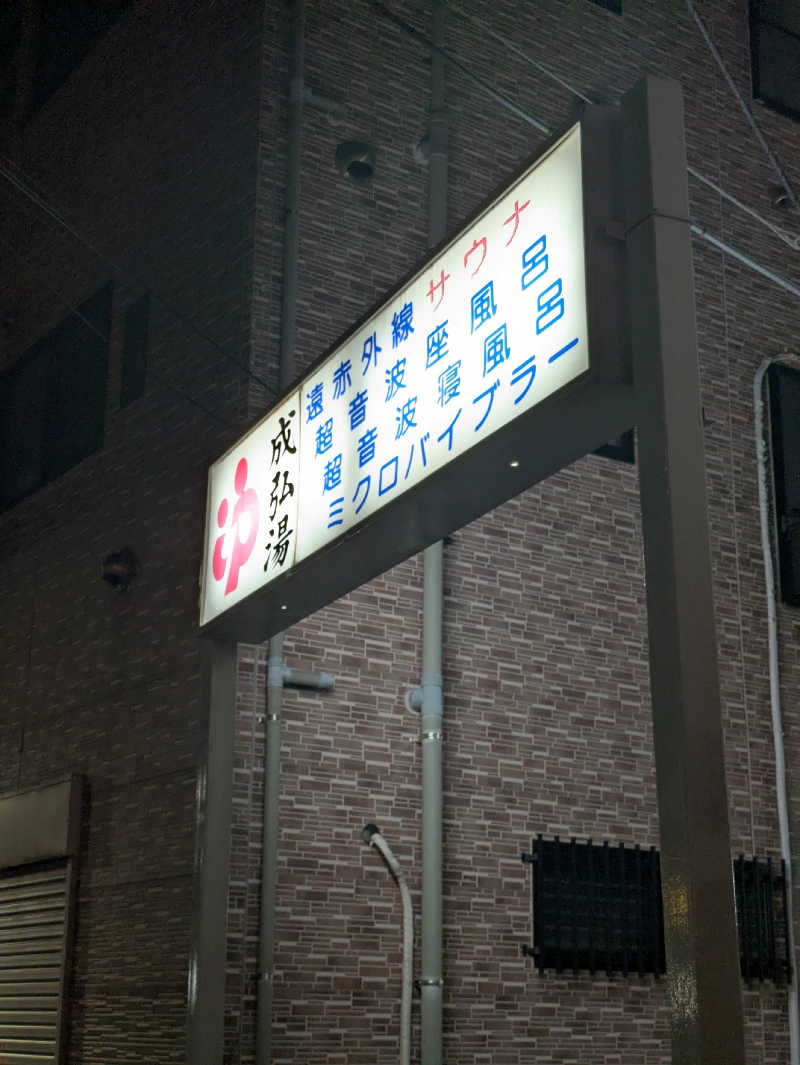 成弘湯
遠赤外線サウナ
超音波座風呂
超音波寝風呂
ミクロバイブラー